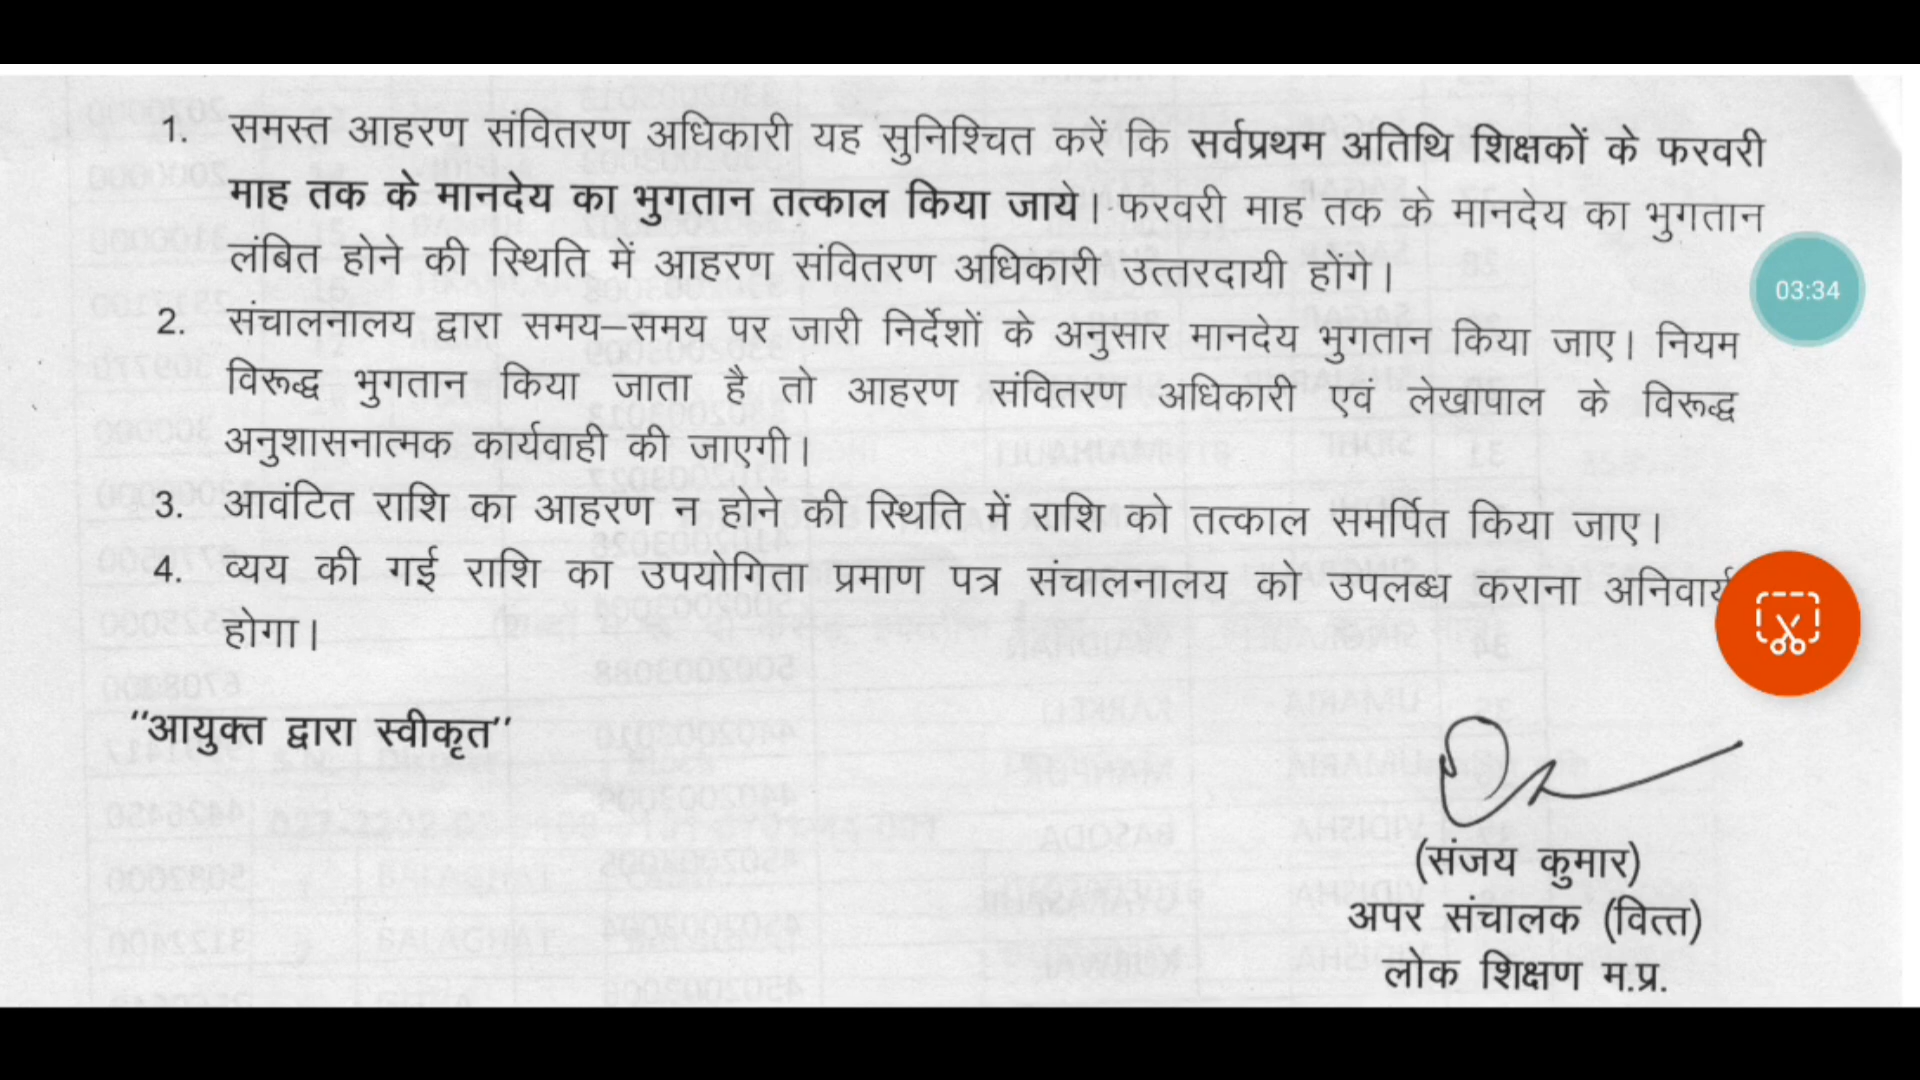 1. समस्त आहरण संवितरण अधिकारी यह सुनिश्चित करें कि सर्वप्रथम अतिथि शिक्षकों के फरवरी
माह तक के मानदेय का भुगतान तत्काल किया जाये। फरवरी माह तक के मानदेय का भुगतान
लंबित होने की स्थिति में आहरण संवितरण अधिकारी उत्तरदायी होंगे।
03:34
2. संचालनालय द्वारा समय–समय पर जारी निर्देशों के अनुसार मानदेय भुगतान किया जाए। नियम
विरूद्ध भुगतान किया जाता है तो आहरण संवितरण अधिकारी एवं लेखापाल के विरूद्ध
अनुशासनात्मक कार्यवाही की जाएगी।
3. आवंटित राशि का आहरण न होने की स्थिति में राशि को तत्काल समर्पित किया जाए।
4. व्यय की गई राशि का उपयोगिता प्रमाण पत्र संचालनालय को उपलब्ध कराना अनिवार्य
होगा।
"आयुक्त द्वारा स्वीकृत"
(संजय कुमार)
अपर संचालक (वित्त)
लोक शिक्षण म.प्र.